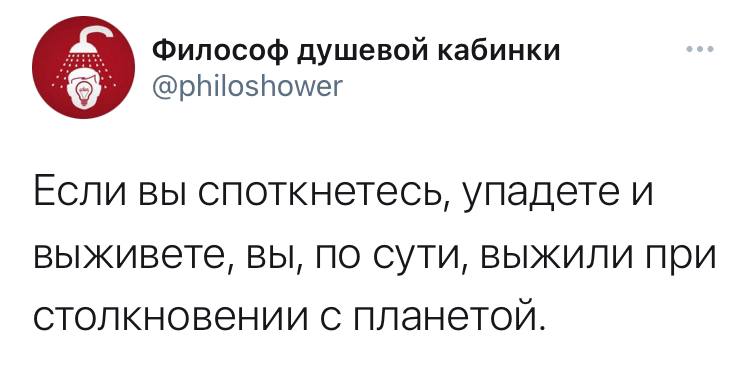 Философ душевой кабинки
@philoshower
Если вы споткнетесь, упадете и
выживете, вы, по сути, выжили при
столкновении с планетой.